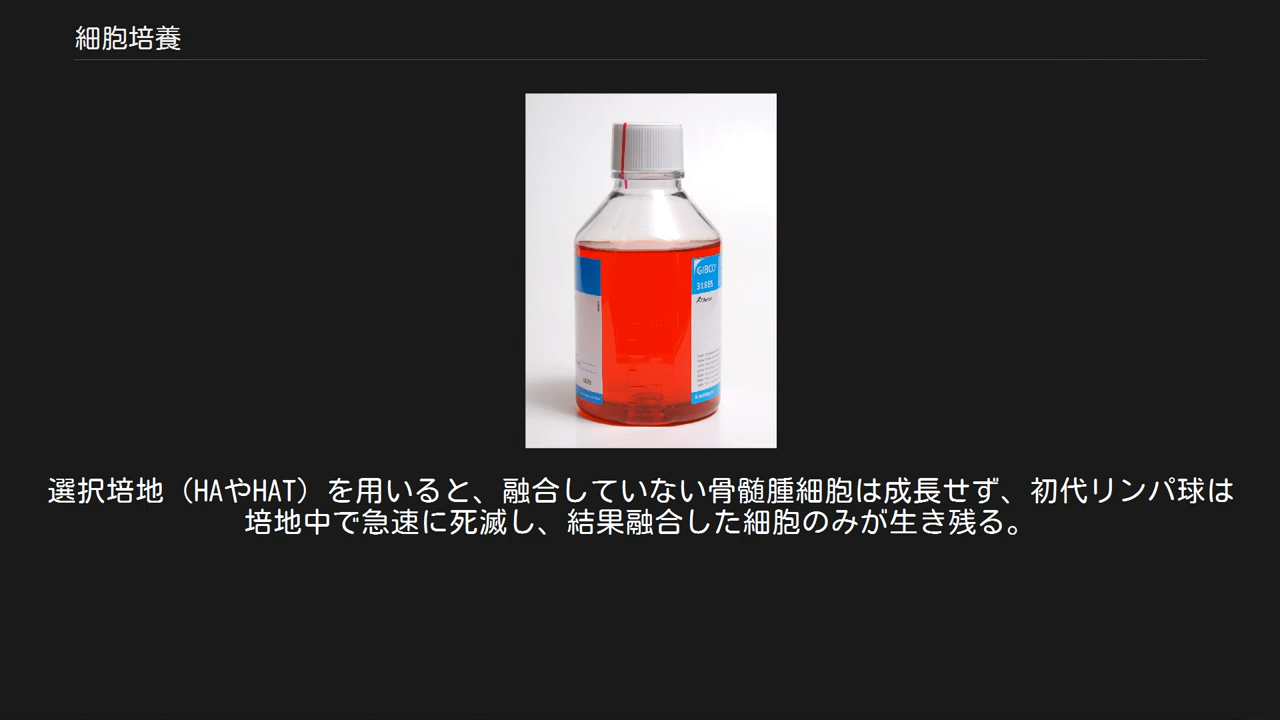 細胞培養
GIBCO
選択培地（HAやHAT）を用いると、融合していない骨髄腫細胞は成長せず、初代リンパ球は
培地中で急速に死滅し、結果融合した細胞のみが生き残る。